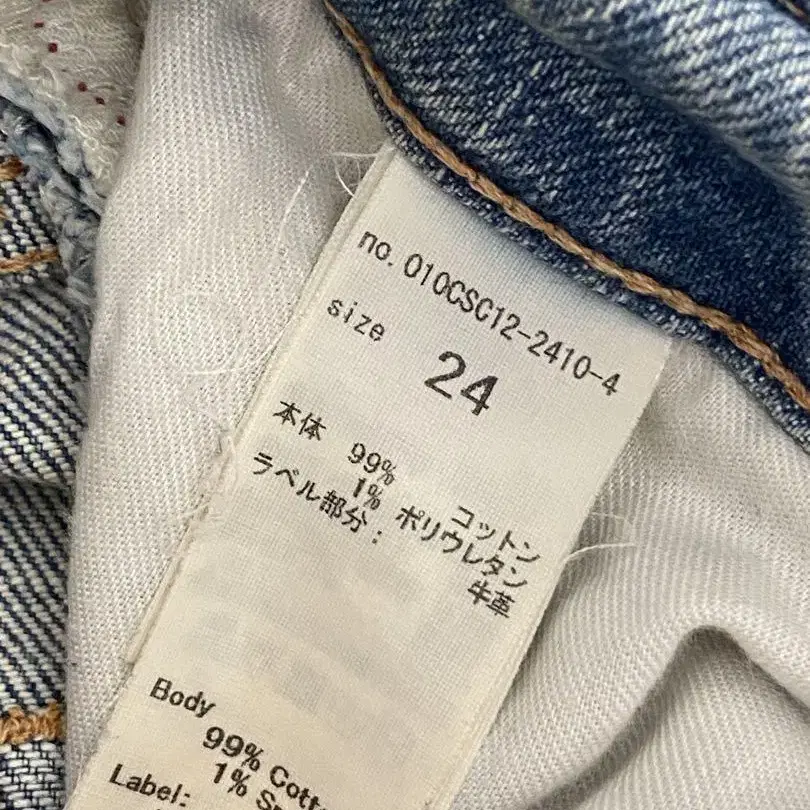 no. 010CSC12-2410-4
size 24
本体 99% コットン
1% ポリウレタン
ラベル部分: 牛革
Body
99%
1%
Label: